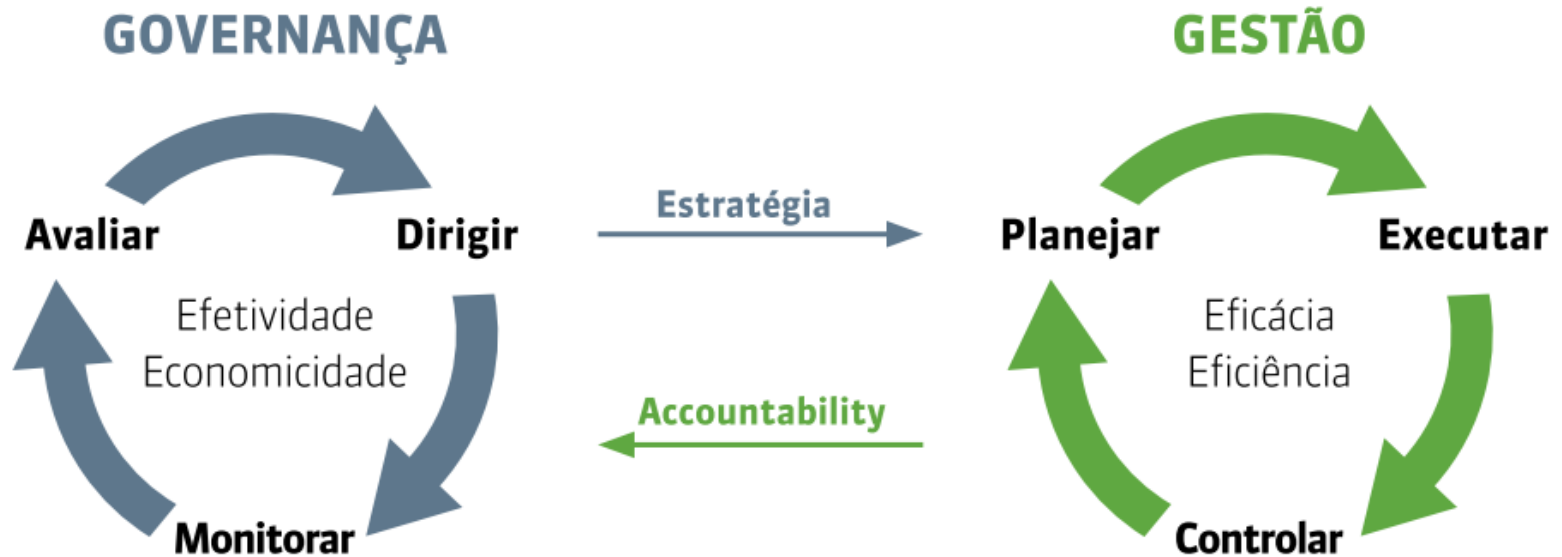 GOVERNANÇA
Avaliar
Dirigir
Efetividade
Economicidade
Monitorar
Estratégia
Accountability
GESTÃO
Planejar
Executar
Eficácia
Eficiência
Controlar